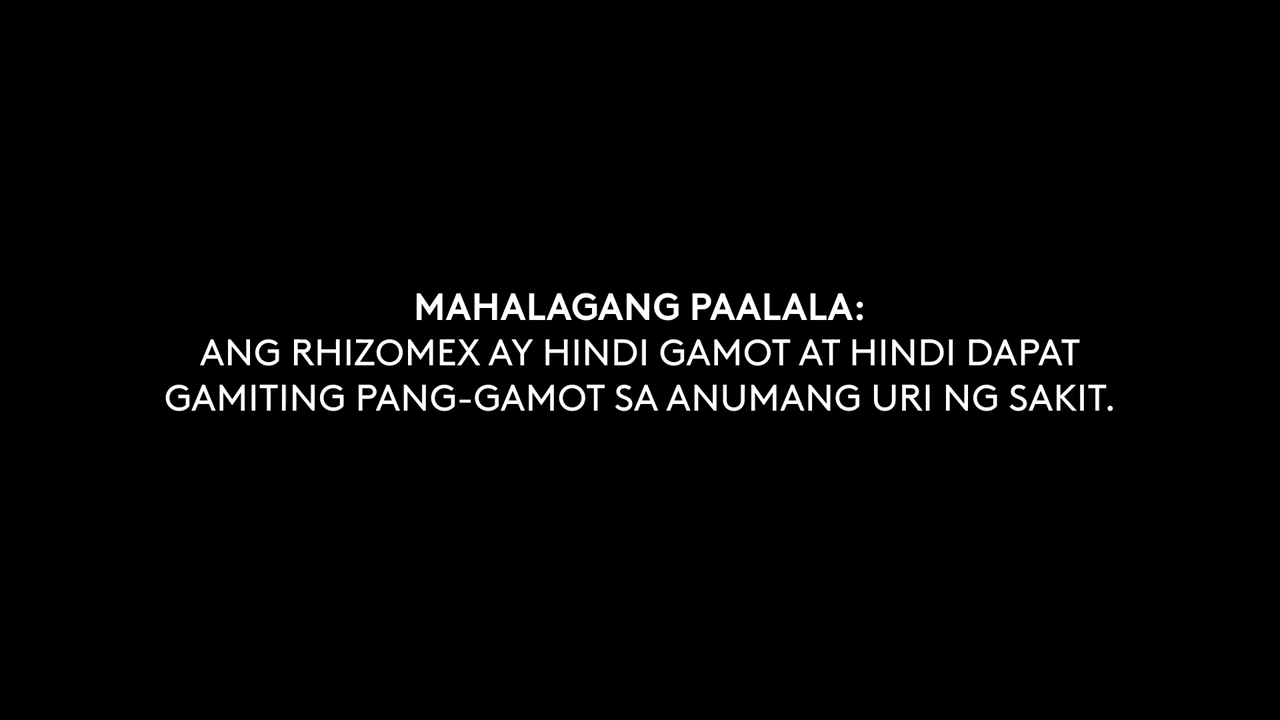 MAHALAGANG PAALALA:
ANG RHIZOMEX AY HINDI GAMOT AT HINDI DAPAT
GAMITING PANG-GAMOT SA ANUMANG URI NG SAKIT.